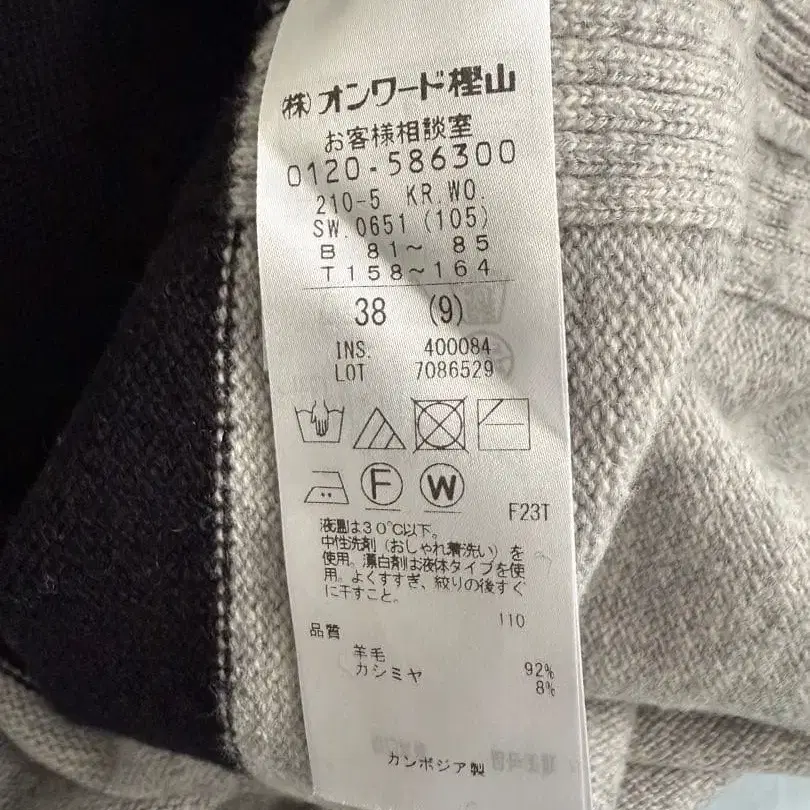 (株)オンワード樫山
お客様相談室
0120-586300
210-5 KR.WO.
SW.0651 (105)
B 81～ 85
T158～164
38 (9)
INS. 400084
LOT 7086529
F W
F23T
液温は30℃以下。
中性洗剤（おしゃれ着洗い）を
使用。漂白剤は液体タイプを使
用。よくすすぎ、絞りの後すぐ
に干すこと。
110
品質
羊毛 92%
カシミヤ 8%
カンボジア製